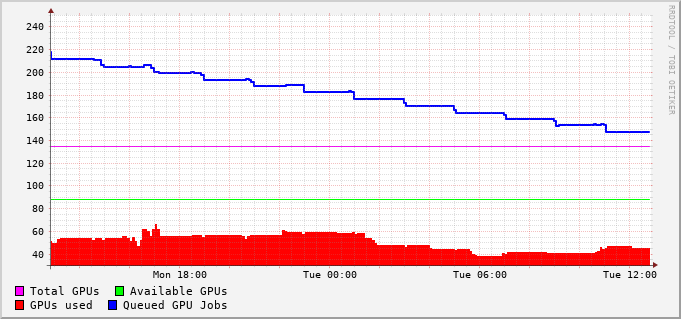 240
220
200
180
160
140
120
100
80
60
40
Mon 18:00 Tue 00:00 Tue 06:00 Tue 12:00
Total GPUs Available GPUs
GPUs used Queued GPU Jobs
RRDTOOL / TOBI OETIKER